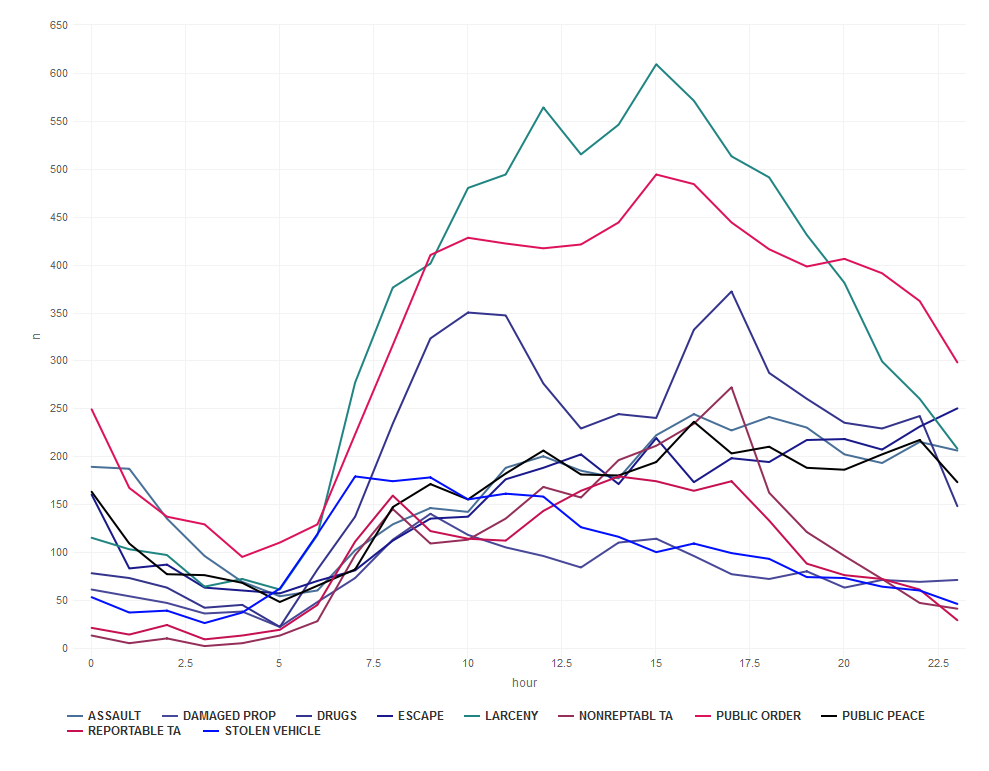 650
600
550
500
450
400
350
300
250
200
150
100
50
0
n
0 2.5 5 7.5 10 12.5 15 17.5 20 22.5
hour
ASSAULT DAMAGED PROP DRUGS ESCAPE LARCENY NONREPTABL TA PUBLIC ORDER PUBLIC PEACE
REPORTABLE TA STOLEN VEHICLE